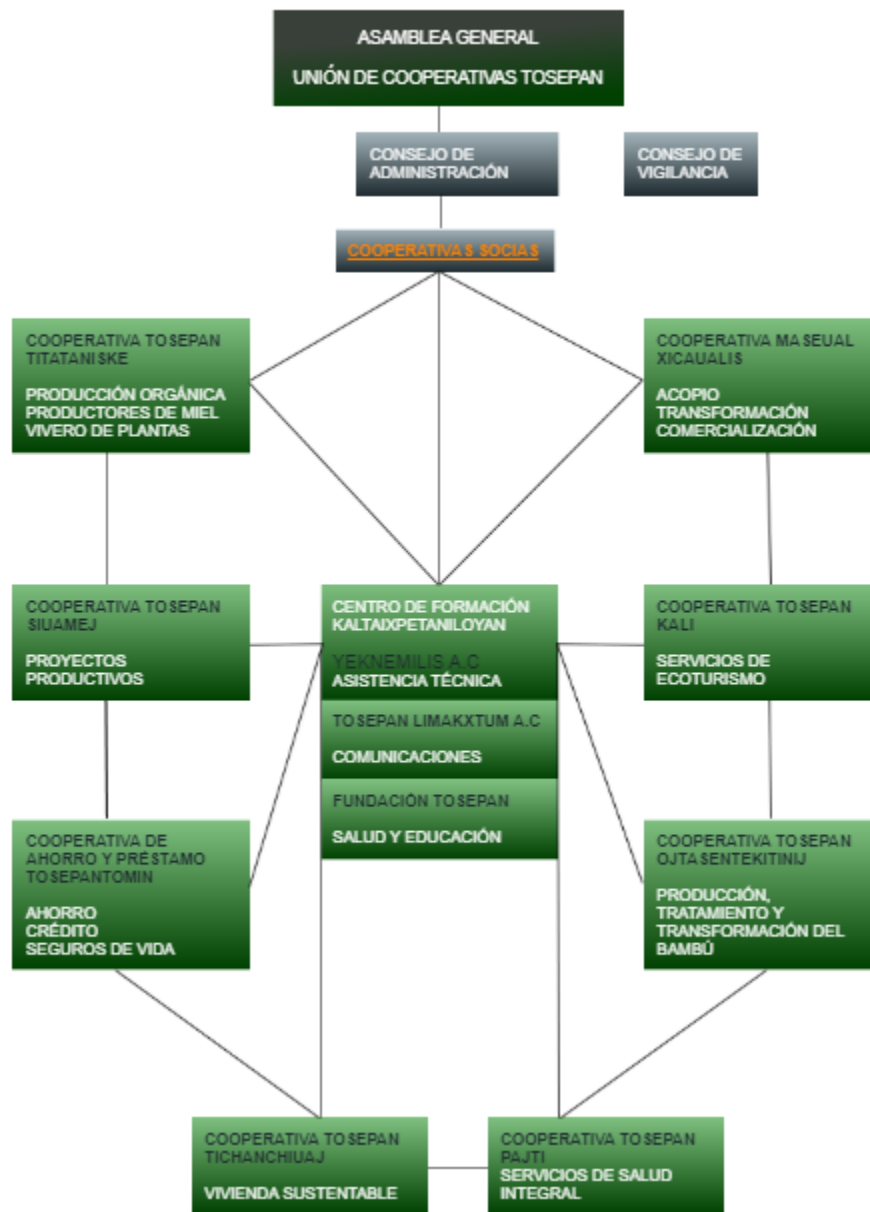 ASAMBLEA GENERAL
UNIÓN DE COOPERATIVAS TOSEPAN
CONSEJO DE
ADMINISTRACIÓN
CONSEJO DE
VIGILANCIA
COOPERATIVAS SOCIAS
COOPERATIVA TOSEPAN
TITATANISKE
PRODUCCIÓN ORGÁNICA
PRODUCTORES DE MIEL
VIVERO DE PLANTAS
COOPERATIVA MASEUAL
XICAUALIS
ACOPIO
TRANSFORMACIÓN
COMERCIALIZACIÓN
COOPERATIVA TOSEPAN
SIUAMEJ
PROYECTOS
PRODUCTIVOS
CENTRO DE FORMACIÓN
KALTAIXPETANILOYAN
YEKNEMILIS A.C
ASISTENCIA TÉCNICA
TOSEPAN LIMAKXTUM A.C
COMUNICACIONES
FUNDACIÓN TOSEPAN
SALUD Y EDUCACIÓN
COOPERATIVA TOSEPAN
KALI
SERVICIOS DE
ECOTURISMO
COOPERATIVA DE
AHORRO Y PRÉSTAMO
TOSEPANTOMIN
AHORRO
CRÉDITO
SEGUROS DE VIDA
COOPERATIVA TOSEPAN
OJTASENTEKITINIJ
PRODUCCIÓN,
TRATAMIENTO Y
TRANSFORMACIÓN DEL
BAMBÚ
COOPERATIVA TOSEPAN
TICHANCHIUAJ
VIVIENDA SUSTENTABLE
COOPERATIVA TOSEPAN
PAJTI
SERVICIOS DE SALUD
INTEGRAL